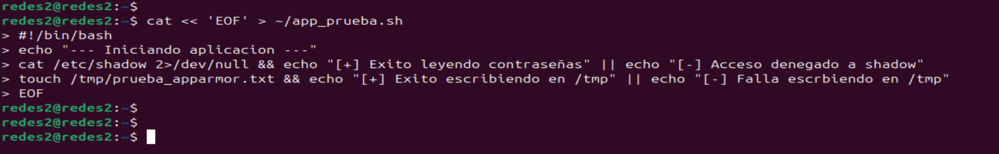 redes2@redes2:~$
redes2@redes2:~$ cat << 'EOF' > ~/app_prueba.sh
> #!/bin/bash
> echo "--- Iniciando aplicacion ---"
> cat /etc/shadow 2>/dev/null && echo "[+] Exito leyendo contraseñas" || echo "[-] Acceso denegado a shadow"
> touch /tmp/prueba_apparmor.txt && echo "[+] Exito escribiendo en /tmp" || echo "[-] Falla escrbiendo en /tmp"
> EOF
redes2@redes2:~$
redes2@redes2:~$
redes2@redes2:~$